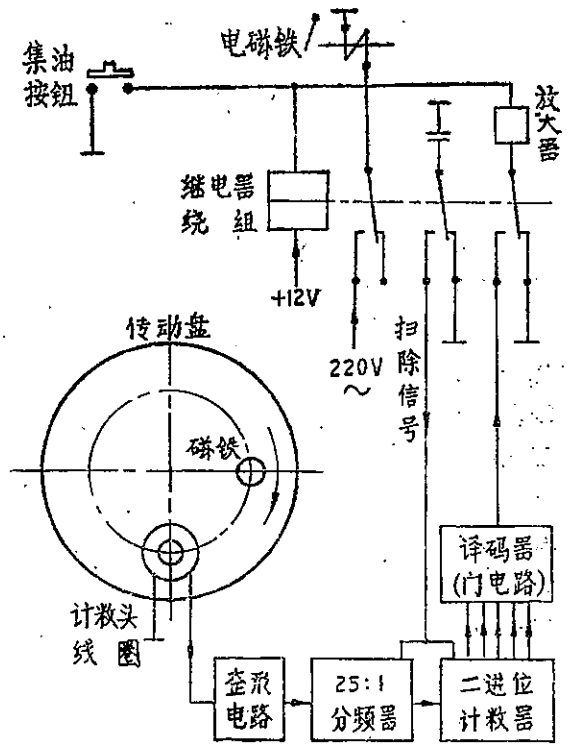 电磁铁
集油
按钮
放
大
器
继电器
绕组
+12V
220V
~
扫
除
信
号
传动盘
磁铁
计数头
线圈
译码器
(门电路)
歪形
电路
25:1
分频器
二进位
计数器